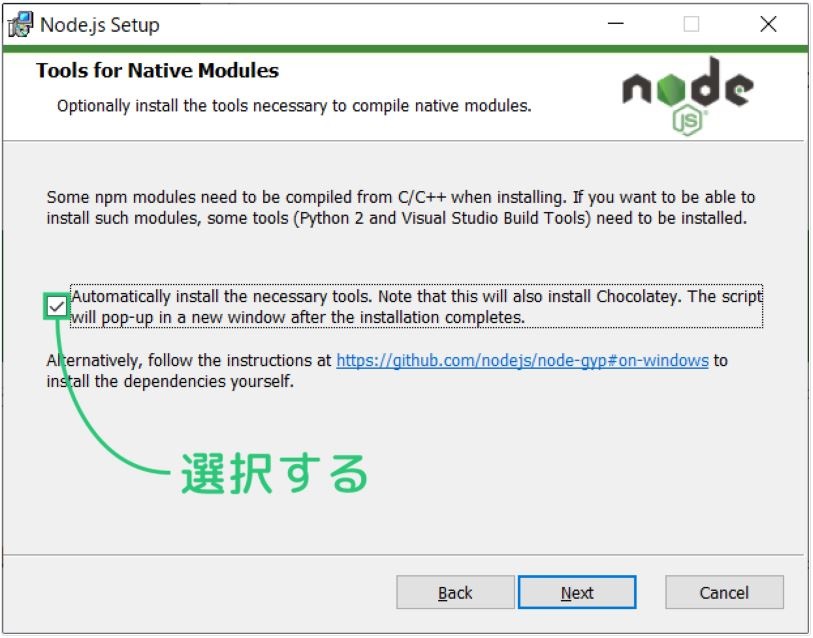 Node.js Setup
Tools for Native Modules
Optionally install the tools necessary to compile native modules.
node
JS
Some npm modules need to be compiled from C/C++ when installing. If you want to be able to
install such modules, some tools (Python 2 and Visual Studio Build Tools) need to be installed.
Automatically install the necessary tools. Note that this will also install Chocolatey. The script
will pop-up in a new window after the installation completes.
Alternatively, follow the instructions at https://github.com/nodejs/node-gyp#on-windows to
install the dependencies yourself.
選択する
Back Next Cancel